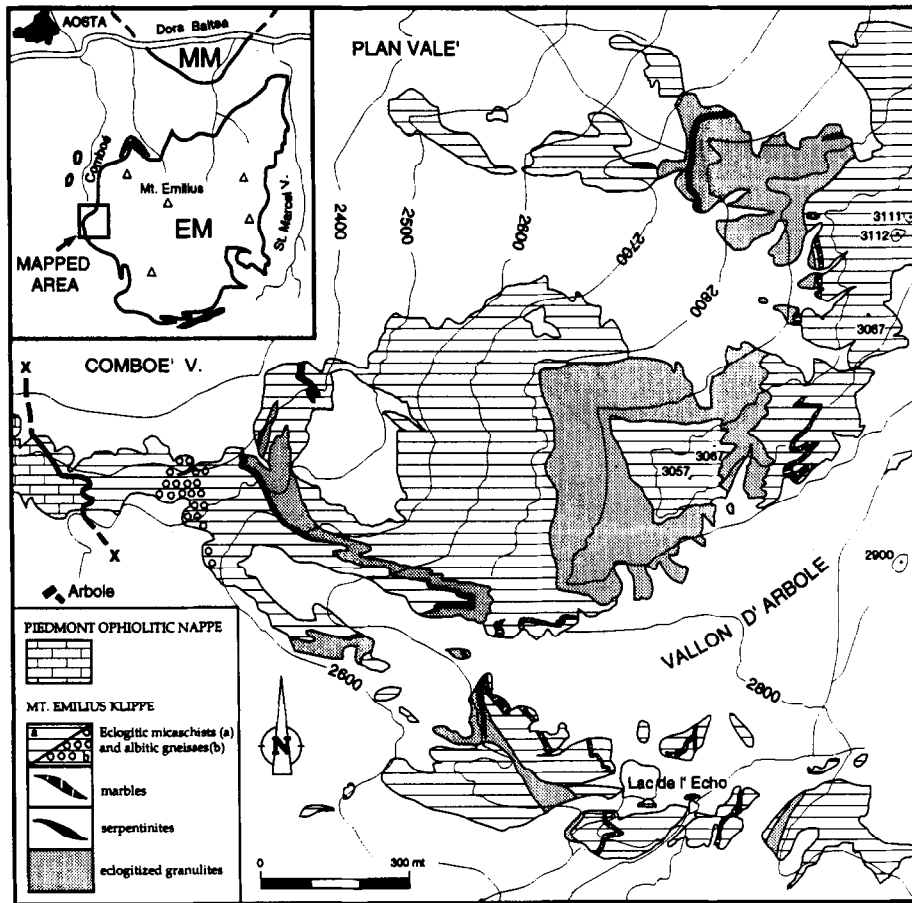 AOSTA
Dora Baltea
MM
Comboé
Mt. Emilius
EM
St. Marcel V.
MAPPED
AREA
PLAN VALE'
2400
2500
2600
2700
2800
3111
3112
3067
COMBOE' V.
X
X
3057
3067
2900
Arbole
VALLON D' ARBOLE
2600
2800
Lac de l' Echo
N
0 300 mt
PIEDMONT OPHIOLITIC NAPPE
MT. EMILIUS KLIPPE
a
b
Eclogitic micaschists (a)
and albitic gneisses(b)
marbles
serpentinites
eclogitized granulites